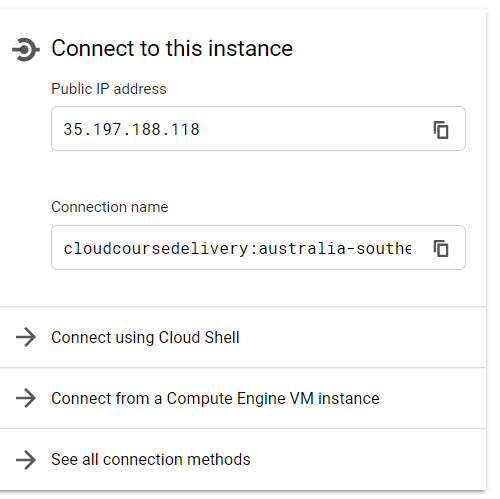 Connect to this instance
Public IP address
35.197.188.118
Connection name
cloudcoursedelivery:australia-southe
Connect using Cloud Shell
Connect from a Compute Engine VM instance
See all connection methods